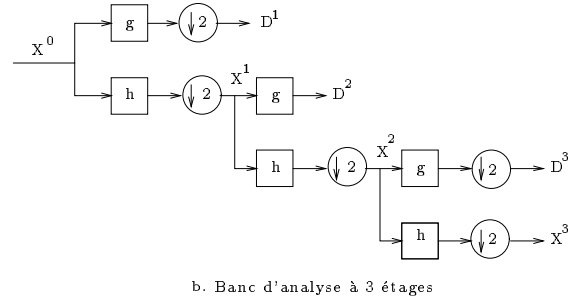 g ↓2 D¹
X⁰
h ↓2 X¹ g D²
h ↓2 X² g ↓2 D³
h ↓2 X³
b. Banc d'analyse à 3 étages